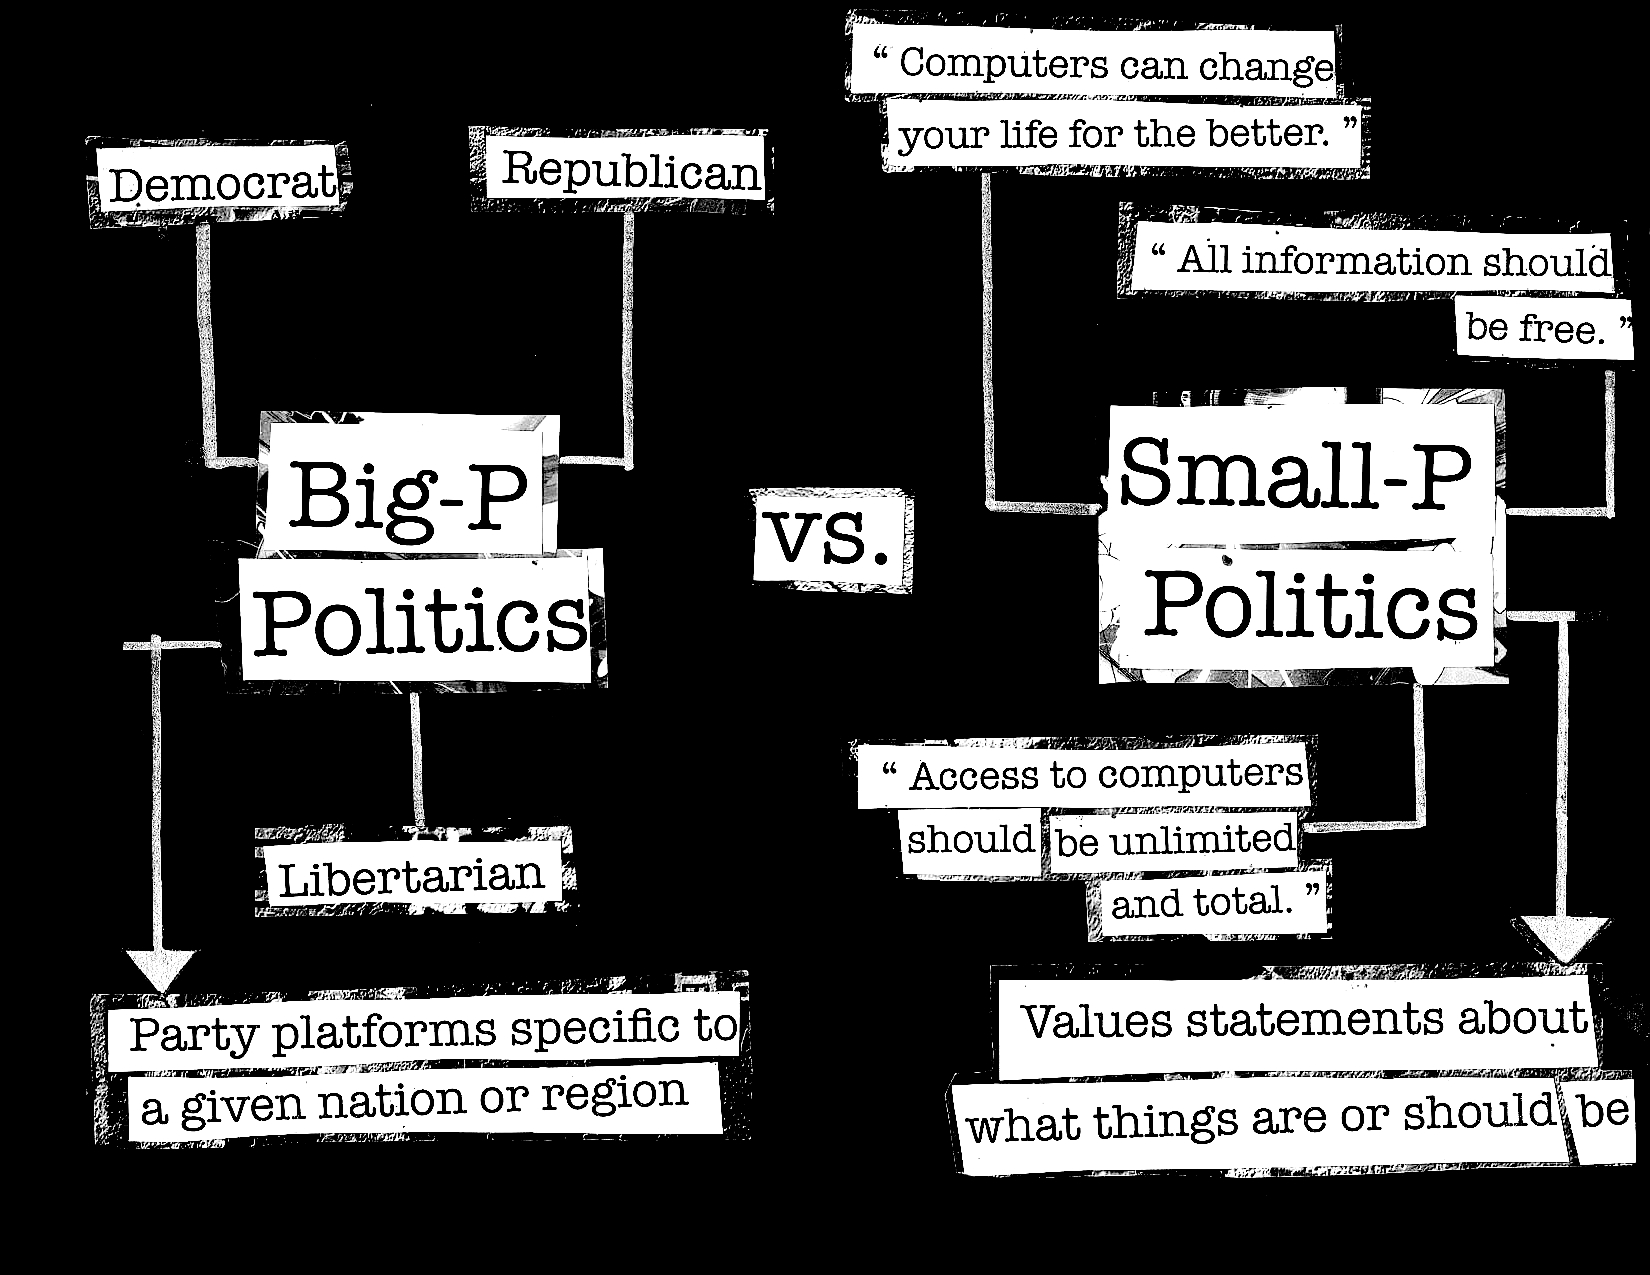 Democrat
Republican
Big-P
Politics
Libertarian
Party platforms specific to
a given nation or region
vs.
“ Computers can change
your life for the better. ”
“ All information should
be free. ”
Small-P
Politics
“ Access to computers
should be unlimited
and total. ”
Values statements about
what things are or should be